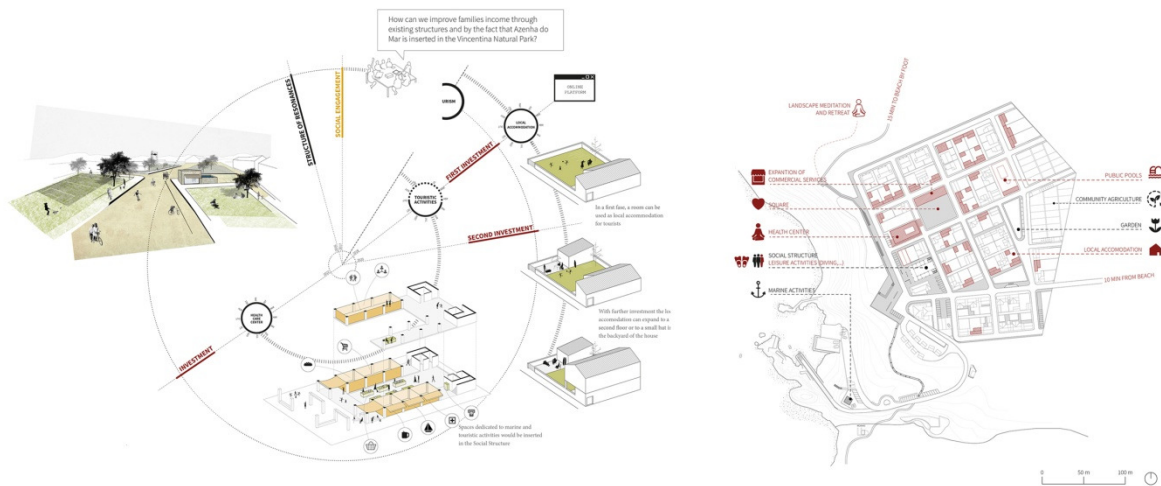 How can we improve families income through
existing structures and by the fact that Azenha do
Mar is inserted in the Vincentina Natural Park?
STRUCTURE OF RESONANCES
SOCIAL ENGAGEMENT
URISM
ONLINE
PLATFORM
LOCAL
ACCOMMODATION
FIRST INVESTMENT
TOURISTIC
ACTIVITIES
In a first fase, a room can be
used as local accommodation
for tourists
SECOND INVESTMENT
With further investment the
accomodation can expand to a
second floor or to a small hut i
the backyard of the house
HEALTH
CARE
CENTER
INVESTMENT
Spaces dedicated to marine and
touristic activities would be inserted
in the Social Structure
LANDSCAPE MEDITATION
AND RETREAT
15 MIN TO BEACH BY FOOT
EXPANTION OF
COMMERCIAL SERVICES
SQUARE
HEALTH CENTER
SOCIAL STRUCTURE
LEISURE ACTIVITIES (DIVING,...)
MARINE ACTIVITIES
PUBLIC POOLS
COMMUNITY AGRICULTURE
GARDEN
LOCAL ACCOMODATION
10 MIN FROM BEACH
0 50 m 100 m